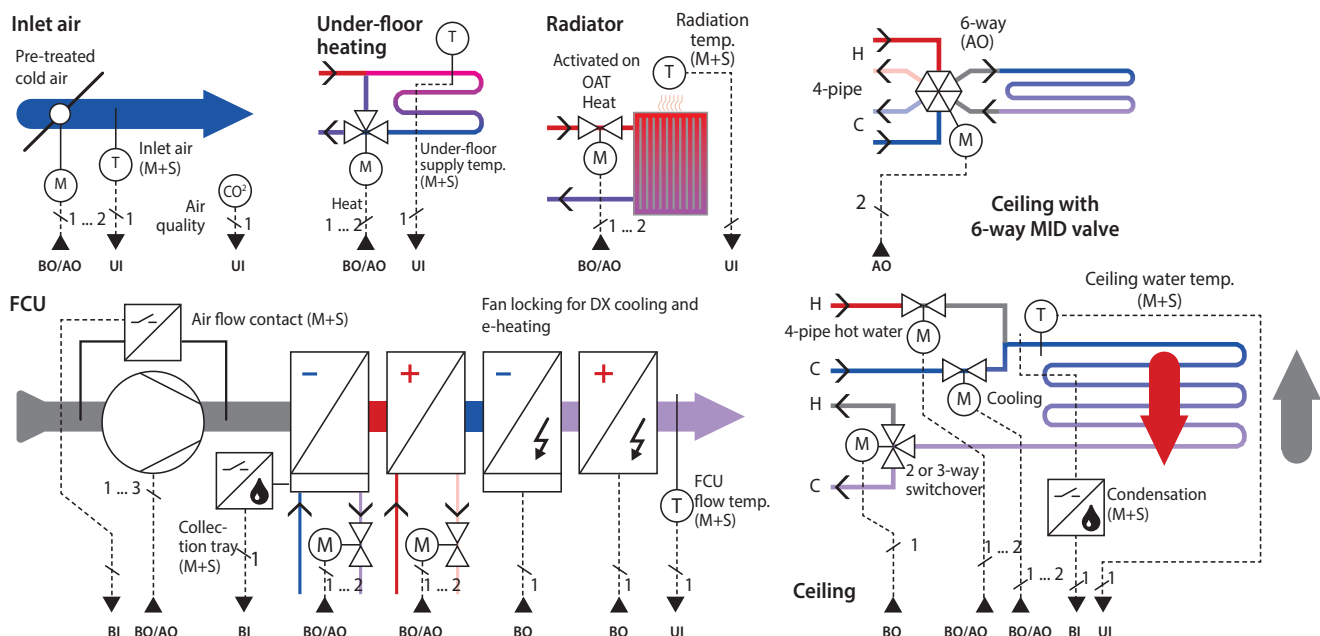 Inlet air
Pre-treated
cold air
Inlet air
(M+S)
T
M
CO²
Air
quality
1 ... 2
1
1
BO/AO
UI
UI
Under-floor
heating
T
M
Under-floor
supply temp.
(M+S)
Heat
1 ... 2
1
BO/AO
UI
Radiator
Radiation
temp.
(M+S)
Activated on
OAT
Heat
T
M
1 ... 2
BO/AO
UI
6-way
(AO)
H
4-pipe
C
M
2
Ceiling with
6-way MID valve
AO
FCU
Air flow contact (M+S)
Fan locking for DX cooling and
e-heating
–
+
–
+
1 ... 3
Collec-
tion tray
(M+S)
1
M
1 ... 2
M
1 ... 2
1
1
FCU
flow temp.
(M+S)
T
1
BI
BO/AO
BI
BO/AO
BO/AO
BO
BO
UI
Ceiling water temp.
(M+S)
H
T
4-pipe hot water
M
C
M
Cooling
H
M
2 or 3-way
switchover
C
Condensation
(M+S)
1
1 ... 2
1 ... 2
1
1
Ceiling
BO
BO/AO
BO/AO
BI
UI